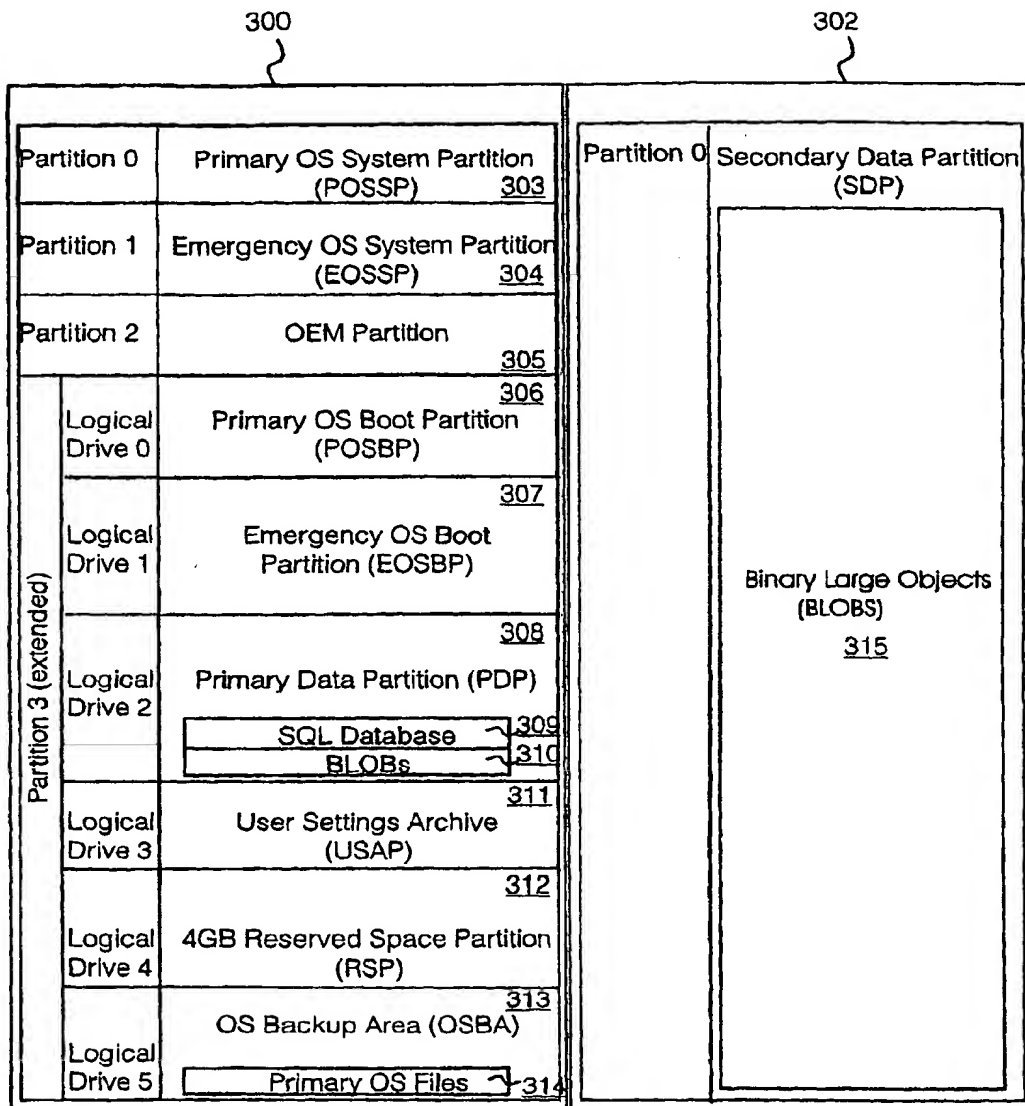 300
302
Partition 0
Primary OS System Partition
(POSSP)
303
Partition 1
Emergency OS System Partition
(EOSSP)
304
Partition 2
OEM Partition
305
Partition 3 (extended)
306
Logical
Drive 0
Primary OS Boot Partition
(POSBP)
307
Logical
Drive 1
Emergency OS Boot
Partition (EOSBP)
308
Logical
Drive 2
Primary Data Partition (PDP)
SQL Database
309
BLOBs
310
311
Logical
Drive 3
User Settings Archive
(USAP)
312
Logical
Drive 4
4GB Reserved Space Partition
(RSP)
313
OS Backup Area (OSBA)
Logical
Drive 5
Primary OS Files
314
Partition 0
Secondary Data Partition
(SDP)
Binary Large Objects
(BLOBS)
315